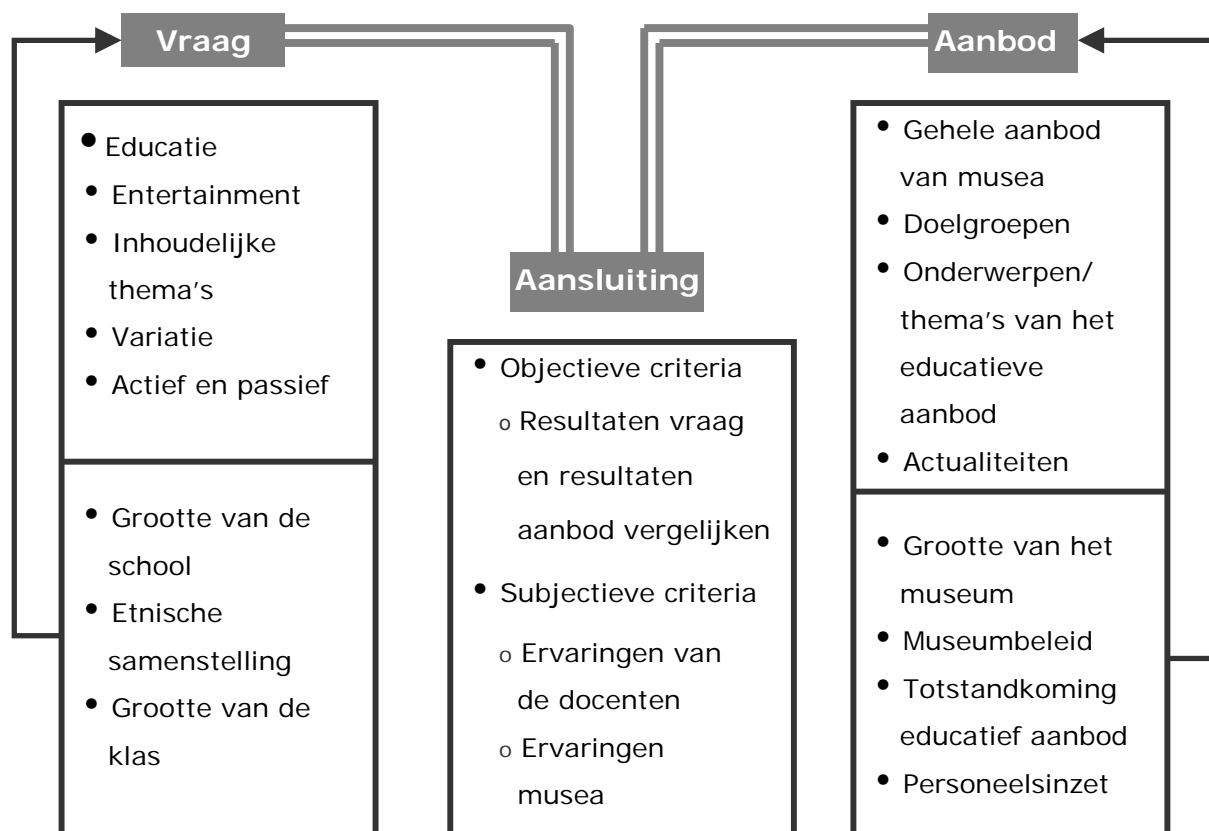 Vraag
Aanbod
• Educatie
• Entertainment
• Inhoudelijke
thema's
• Variatie
• Actief en passief
• Grootte van de
school
• Etnische
samenstelling
• Grootte van de
klas
Aansluiting
• Objectieve criteria
o Resultaten vraag
en resultaten
aanbod vergelijken
• Subjectieve criteria
o Ervaringen van
de docenten
o Ervaringen
musea
• Gehele aanbod
van musea
• Doelgroepen
• Onderwerpen/
thema's van het
educatieve
aanbod
• Actualiteiten
• Grootte van het
museum
• Museumbeleid
• Totstandkoming
educatief aanbod
• Personeelsinzet